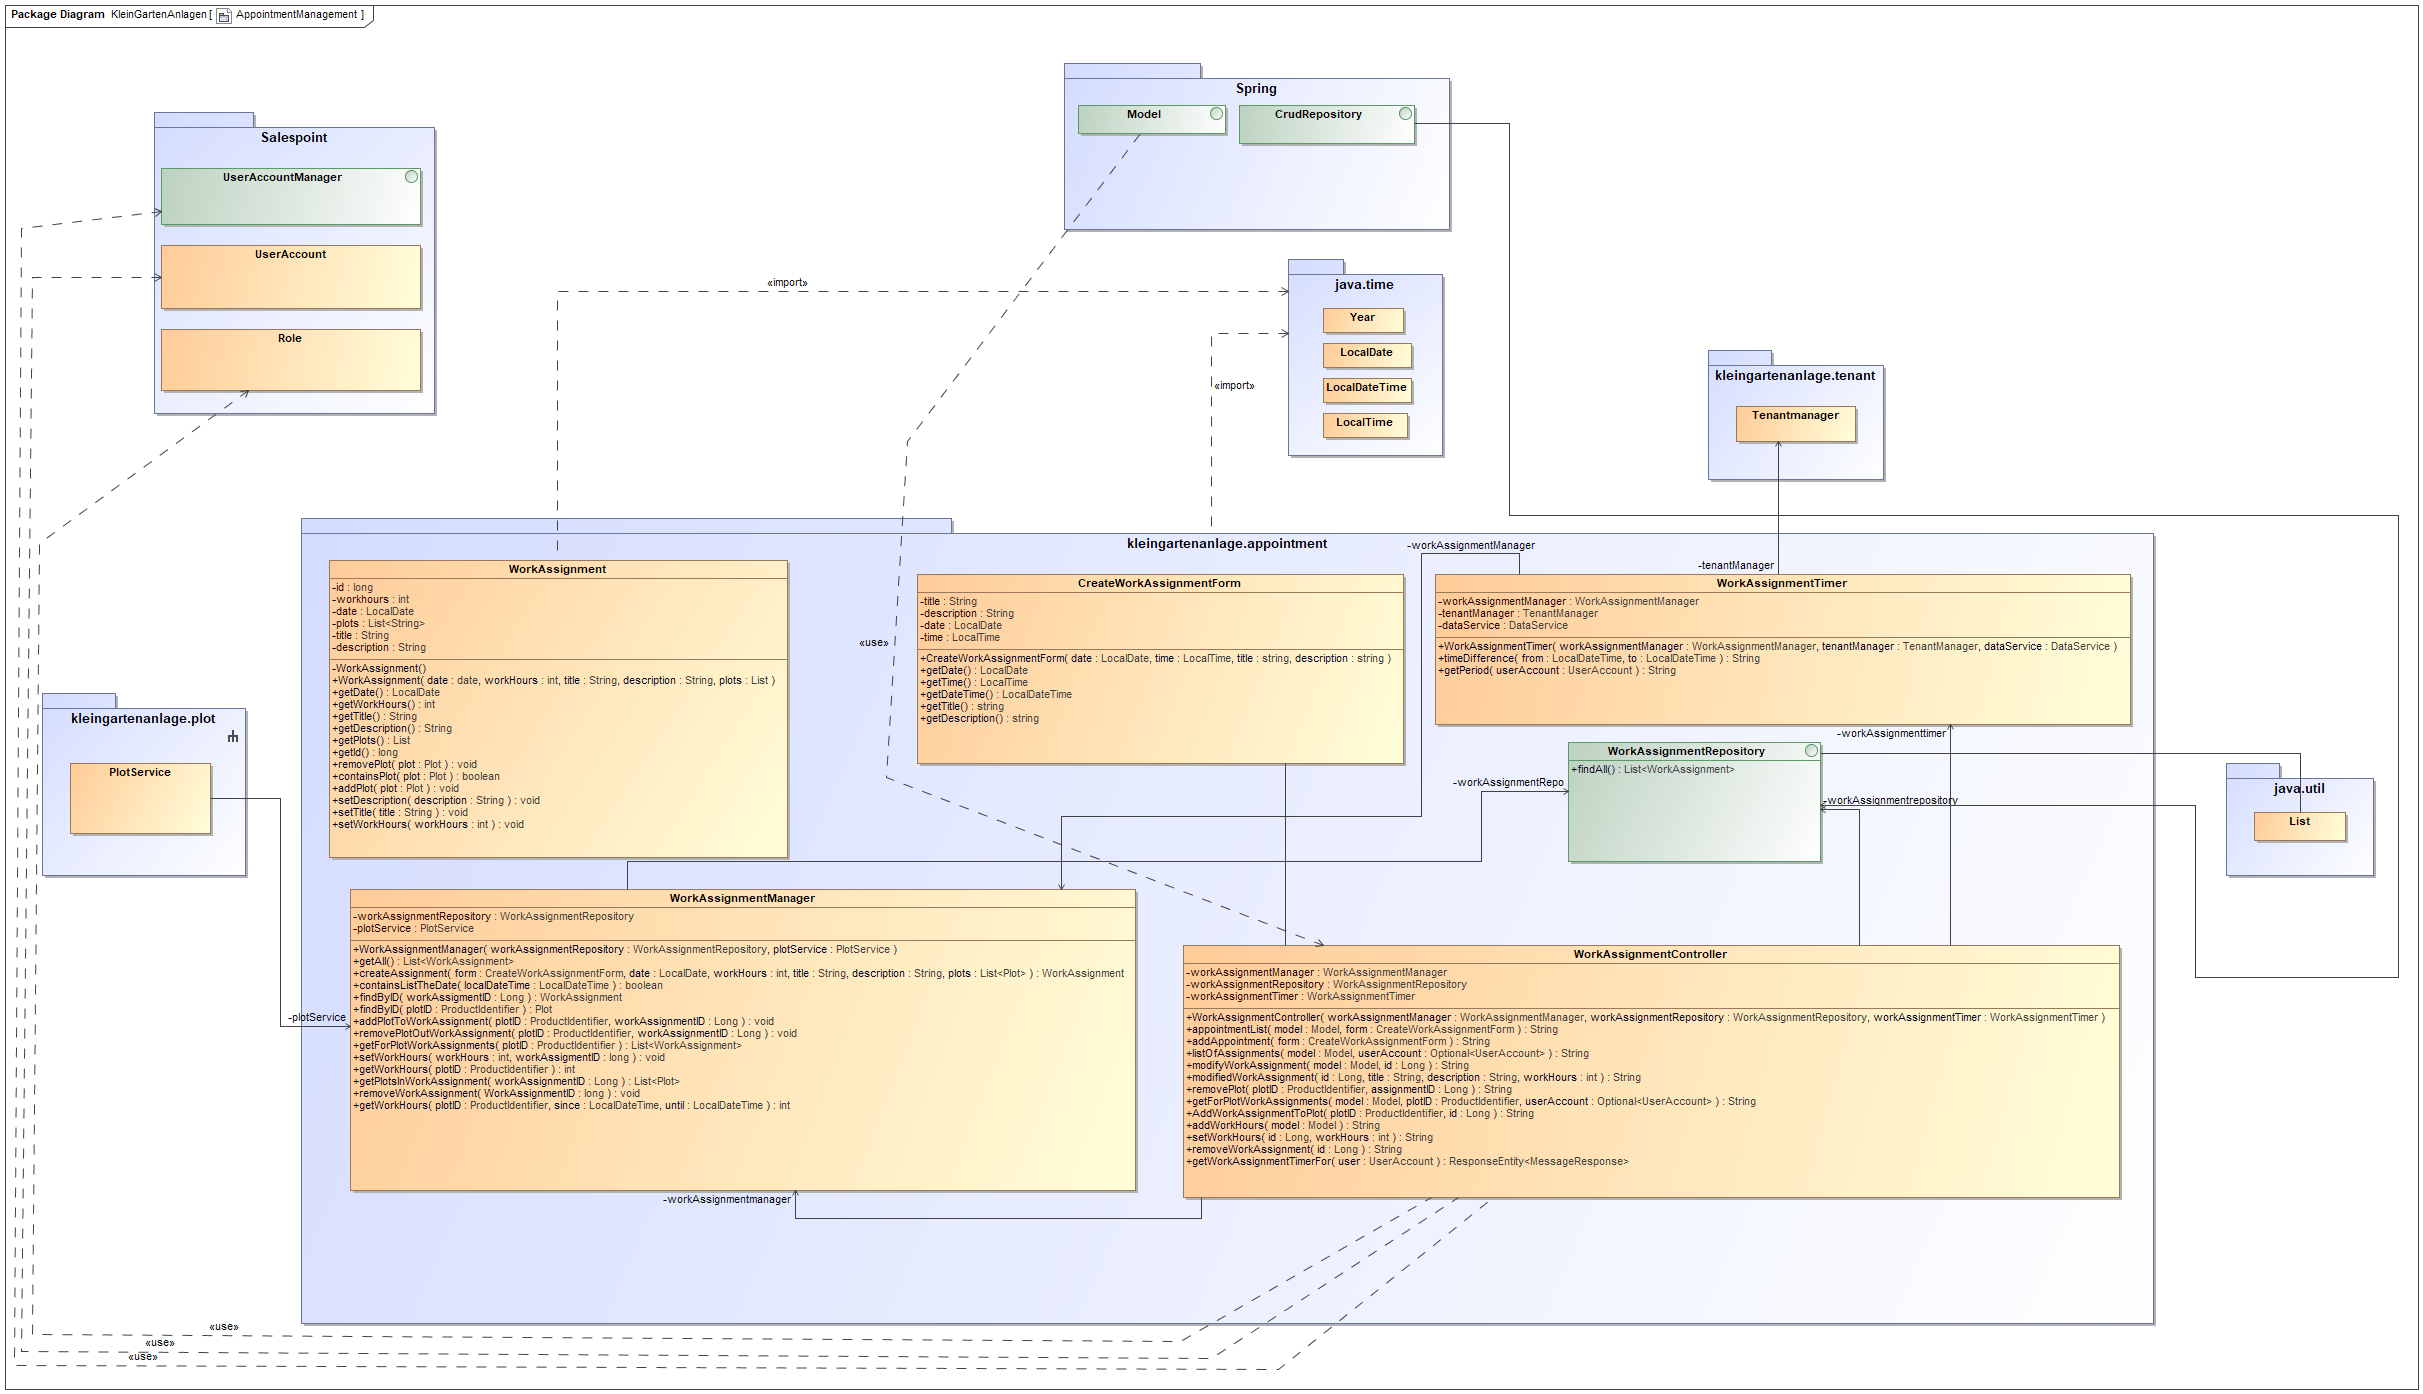 Package Diagram KleinGartenAnlagen [ AppointmentManagement ]
Spring
Model
CrudRepository
Salespoint
UserAccountManager
UserAccount
Role
«import»
java.time
Year
LocalDate
LocalDateTime
LocalTime
«import»
kleingartenanlage.tenant
Tenantmanager
kleingartenanlage.appointment
-workAssignmentManager
-tenantManager
WorkAssignment
-id : long
-workhours : int
-date : LocalDate
-plots : List<String>
-title : String
-description : String
-WorkAssignment()
+WorkAssignment( date : date, workHours : int, title : String, description : String, plots : List )
+getDate() : LocalDate
+getWorkHours() : int
+getTitle() : String
+getDescription() : String
+getPlots() : List
+getId() : long
+removePlot( plot : Plot ) : void
+containsPlot( plot : Plot ) : boolean
+addPlot( plot : Plot ) : void
+setDescription( description : String ) : void
+setTitle( title : String ) : void
+setWorkHours( workHours : int ) : void
«use»
CreateWorkAssignmentForm
-title : String
-description : String
-date : LocalDate
-time : LocalTime
+CreateWorkAssignmentForm( date : LocalDate, time : LocalTime, title : string, description : string )
+getDate() : LocalDate
+getTime() : LocalTime
+getDateTime() : LocalDateTime
+getTitle() : string
+getDescription() : string
WorkAssignmentTimer
-workAssignmentManager : WorkAssignmentManager
-tenantManager : TenantManager
-dataService : DataService
+WorkAssignmentTimer( workAssignmentManager : WorkAssignmentManager, tenantManager : TenantManager, dataService : DataService )
+timeDifference( from : LocalDateTime, to : LocalDateTime ) : String
+getPeriod( userAccount : UserAccount ) : String
-workAssignmenttimer
kleingartenanlage.plot
PlotService
WorkAssignmentRepository
+findAll() : List<WorkAssignment>
-workAssignmentRepo
-workAssignmentrepository
java.util
List
WorkAssignmentManager
-workAssignmentRepository : WorkAssignmentRepository
-plotService : PlotService
+WorkAssignmentManager( workAssignmentRepository : WorkAssignmentRepository, plotService : PlotService )
+getAll() : List<WorkAssignment>
+createAssignment( form : CreateWorkAssignmentForm, date : LocalDate, workHours : int, title : String, description : String, plots : List<Plot> ) : WorkAssignment
+containsListTheDate( localDateTime : LocalDateTime ) : boolean
+findByID( workAssigmentID : Long ) : WorkAssignment
+findByID( plotID : ProductIdentifier ) : Plot
+addPlotToWorkAssignment( plotID : ProductIdentifier, workAssignmentID : Long ) : void
+removePlotOutWorkAssignment( plotID : ProductIdentifier, workAssignmentID : Long ) : void
+getForPlotWorkAssignments( plotID : ProductIdentifier ) : List<WorkAssignment>
+setWorkHours( workHours : int, workAssigmentID : long ) : void
+getWorkHours( plotID : ProductIdentifier ) : int
+getPlotsInWorkAssignment( workAssignmentID : Long ) : List<Plot>
+removeWorkAssignment( WorkAssignmentID : long ) : void
+getWorkHours( plotID : ProductIdentifier, since : LocalDateTime, until : LocalDateTime ) : int
-plotService
-workAssignmentmanager
WorkAssignmentController
-workAssignmentManager : WorkAssignmentManager
-workAssignmentRepository : WorkAssignmentRepository
-workAssignmentTimer : WorkAssignmentTimer
+WorkAssignmentController( workAssignmentManager : WorkAssignmentManager, workAssignmentRepository : WorkAssignmentRepository, workAssignmentTimer : WorkAssignmentTimer )
+appointmentList( model : Model, form : CreateWorkAssignmentForm ) : String
+addAppointment( form : CreateWorkAssignmentForm ) : String
+listOfAssignments( model : Model, userAccount : Optional<UserAccount> ) : String
+modifyWorkAssignment( model : Model, id : Long ) : String
+modifiedWorkAssignment( id : Long, title : String, description : String, workHours : int ) : String
+removePlot( plotID : ProductIdentifier, assignmentID : Long ) : String
+getForPlotWorkAssignments( model : Model, plotID : ProductIdentifier, userAccount : Optional<UserAccount> ) : String
+AddWorkAssignmentToPlot( plotID : ProductIdentifier, id : Long ) : String
+addWorkHours( model : Model ) : String
+setWorkHours( id : Long, workHours : int ) : String
+removeWorkAssignment( id : Long ) : String
+getWorkAssignmentTimerFor( user : UserAccount ) : ResponseEntity<MessageResponse>
«use»
«use»
«use»